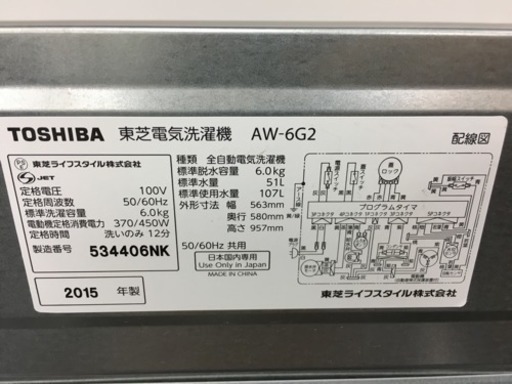 TOSHIBA 東芝電気洗濯機 AW-6G2 配線図
東芝ライフスタイル株式会社
JET
定格電圧 100V
定格周波数 50/60Hz
標準洗濯容量 6.0kg
電動機定格消費電力 370/450W
定格時間 洗いのみ 12分
製造番号 534406NK
2015 年製
種類 全自動電気洗濯機
標準脱水容量 6.0kg
標準水量 51L
標準使用水量 107L
外形寸法 幅 563mm
奥行 580mm
高さ 957mm
50/60Hz 共用
日本国内専用
Use Only in Japan
MADE IN CHINA
ロック
プログラムタイマ
東芝ライフスタイル株式会社